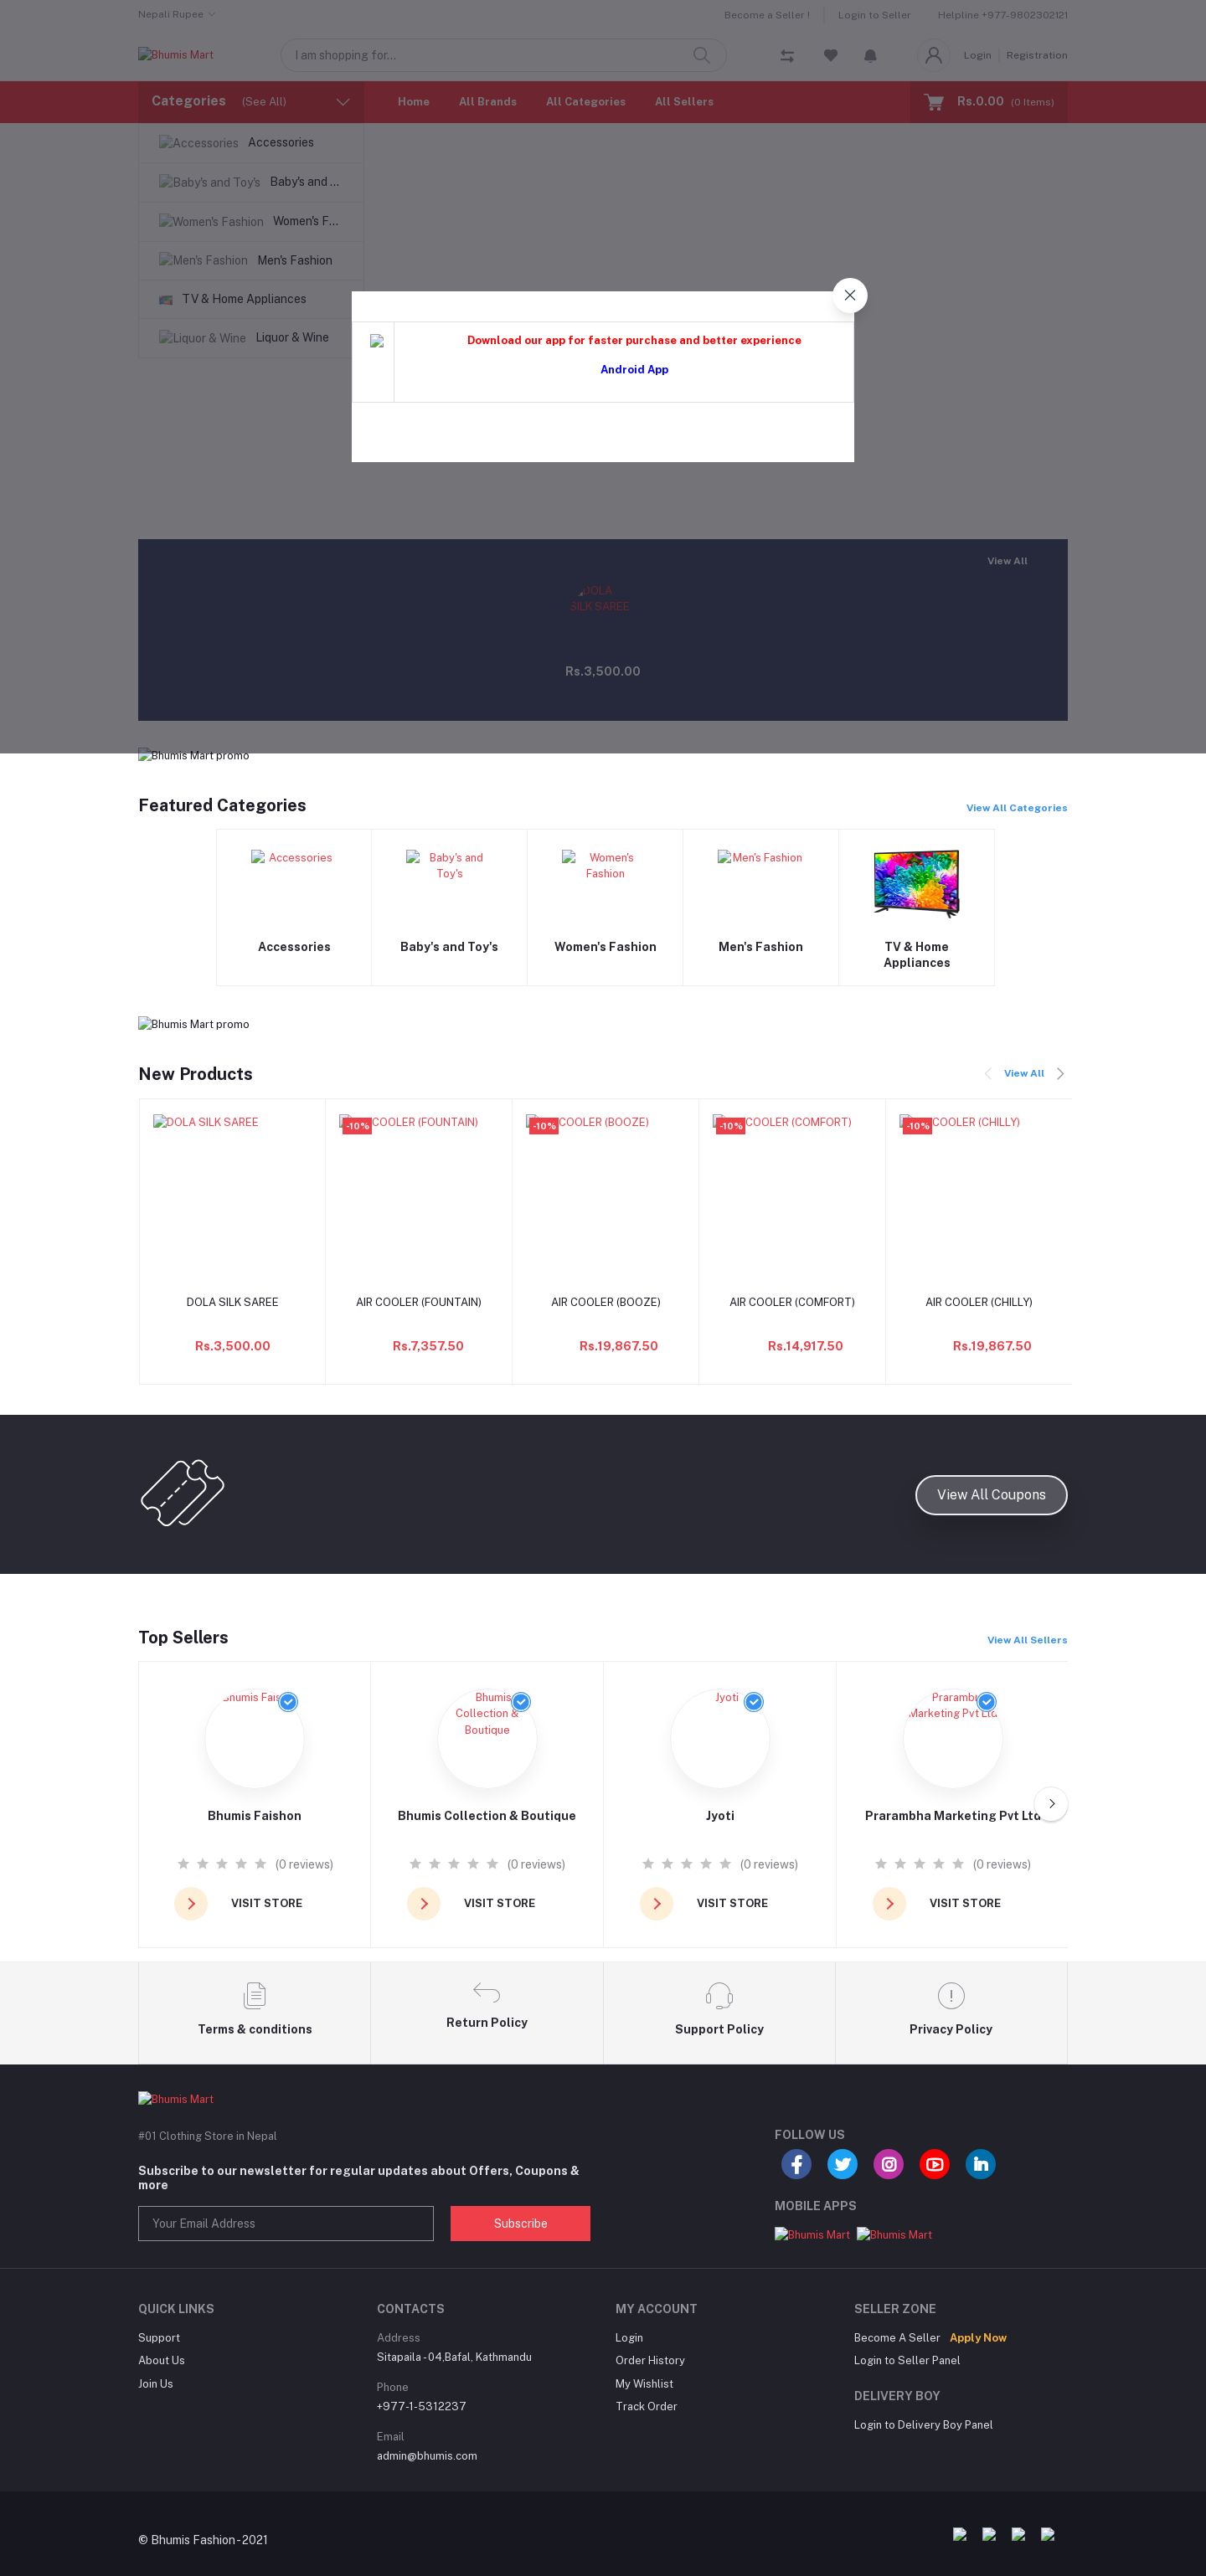 Nepali Rupee
Become a Seller !
Login to Seller
Helpline +977-9802302121
Bhumis Mart
I am shopping for...
Login
Registration
Categories (See All)
Home
All Brands
All Categories
All Sellers
Rs.0.00 (0 Items)
Accessories Accessories
Baby's and Toy's Baby's and ...
Women's Fashion Women's F...
Men's Fashion Men's Fashion
TV & Home Appliances
Liquor & Wine Liquor & Wine
Download our app for faster purchase and better experience
Android App
View All
DOLA
SILK SAREE
Rs.3,500.00
Bhumis Mart promo
Featured Categories
View All Categories
Accessories
Baby's and
Toy's
Women's
Fashion
Men's Fashion
Accessories
Baby's and Toy's
Women's Fashion
Men's Fashion
TV & Home
Appliances
Bhumis Mart promo
New Products
View All
DOLA SILK SAREE
-10% COOLER (FOUNTAIN)
-10% COOLER (BOOZE)
-10% COOLER (COMFORT)
-10% COOLER (CHILLY)
DOLA SILK SAREE
AIR COOLER (FOUNTAIN)
AIR COOLER (BOOZE)
AIR COOLER (COMFORT)
AIR COOLER (CHILLY)
Rs.3,500.00
Rs.7,357.50
Rs.19,867.50
Rs.14,917.50
Rs.19,867.50
View All Coupons
Top Sellers
View All Sellers
Bhumis
Collection &
Boutique
Jyoti
Marketing Pvt Ltd
Bhumis Faishon
Bhumis Collection & Boutique
Jyoti
Prarambha Marketing Pvt Ltd
(0 reviews)
(0 reviews)
(0 reviews)
(0 reviews)
VISIT STORE
VISIT STORE
VISIT STORE
VISIT STORE
Terms & conditions
Return Policy
Support Policy
Privacy Policy
Bhumis Mart
#01 Clothing Store in Nepal
Subscribe to our newsletter for regular updates about Offers, Coupons &
more
Your Email Address
Subscribe
FOLLOW US
MOBILE APPS
Bhumis Mart Bhumis Mart
QUICK LINKS
Support
About Us
Join Us
CONTACTS
Address
Sitapaila -04,Bafal, Kathmandu
Phone
+977-1-5312237
Email
admin@bhumis.com
MY ACCOUNT
Login
Order History
My Wishlist
Track Order
SELLER ZONE
Become A Seller Apply Now
Login to Seller Panel
DELIVERY BOY
Login to Delivery Boy Panel
© Bhumis Fashion - 2021